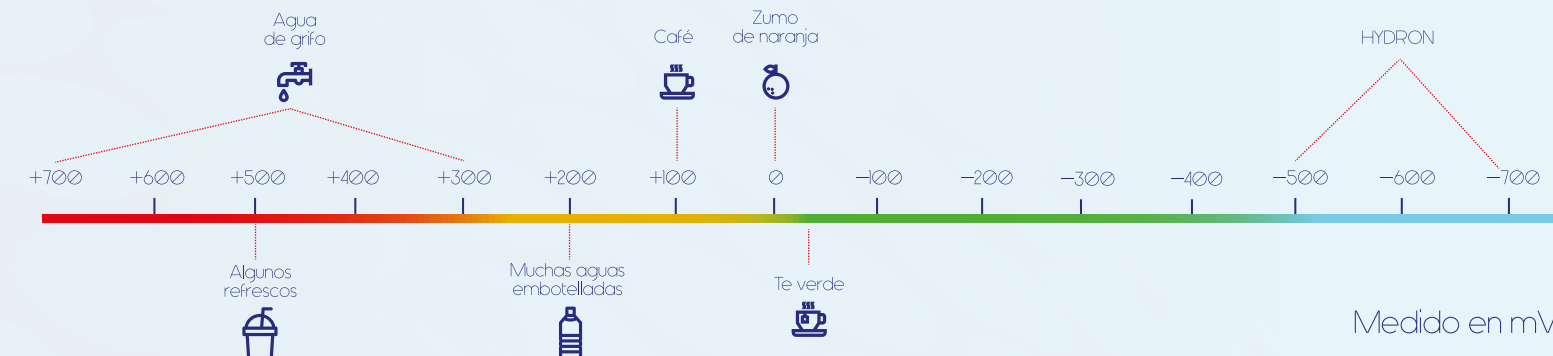 Agua
de grifo
Café
Zumo
de naranja
HYDRON
+700 +600 +500 +400 +300 +200 +100 0 -100 -200 -300 -400 -500 -600 -700
Algunos
refrescos
Muchas aguas
embotelladas
Te verde
Medido en mV